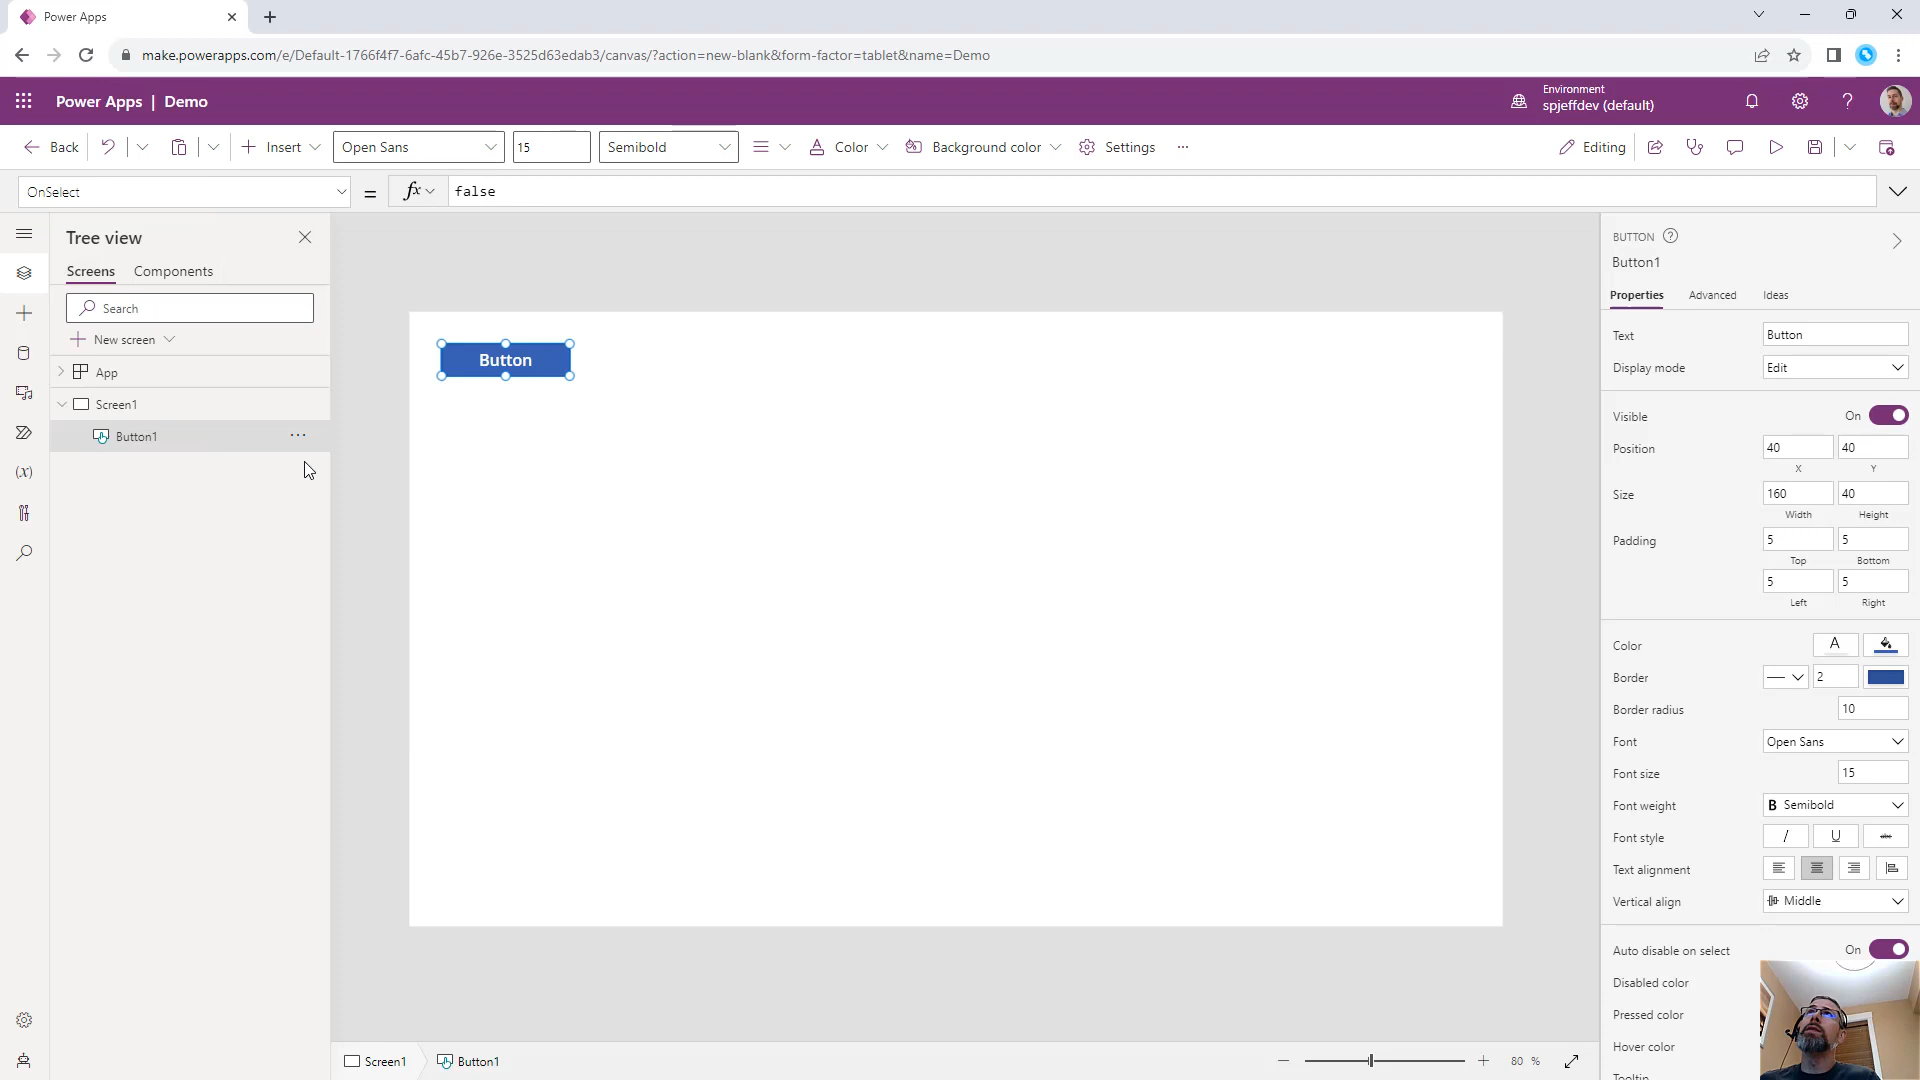 Power Apps
make.powerapps.com/e/Default-1766f4f7-6afc-45b7-926e-3525d63edab3/canvas/?action=new-blank&form-factor=tablet&name=Demo
Power Apps | Demo
Environment
spjeffdev (default)
Back
Insert
Open Sans
15
Semibold
Color
Background color
Settings
Editing
OnSelect
=
fx
false
Tree view
Screens
Components
Search
New screen
App
Screen1
Button1
(x)
Button
Screen1
Button1
80 %
BUTTON
Button1
Properties
Advanced
Ideas
Text
Button
Display mode
Edit
Visible
On
Position
40
40
X
Y
Size
160
40
Width
Height
Padding
5
5
Top
Bottom
5
5
Left
Right
Color
A
Border
2
Border radius
10
Font
Open Sans
Font size
15
Font weight
B Semibold
Font style
/
U
abc
Text alignment
Vertical align
Middle
Auto disable on select
On
Disabled color
Pressed color
Hover color
Tooltip